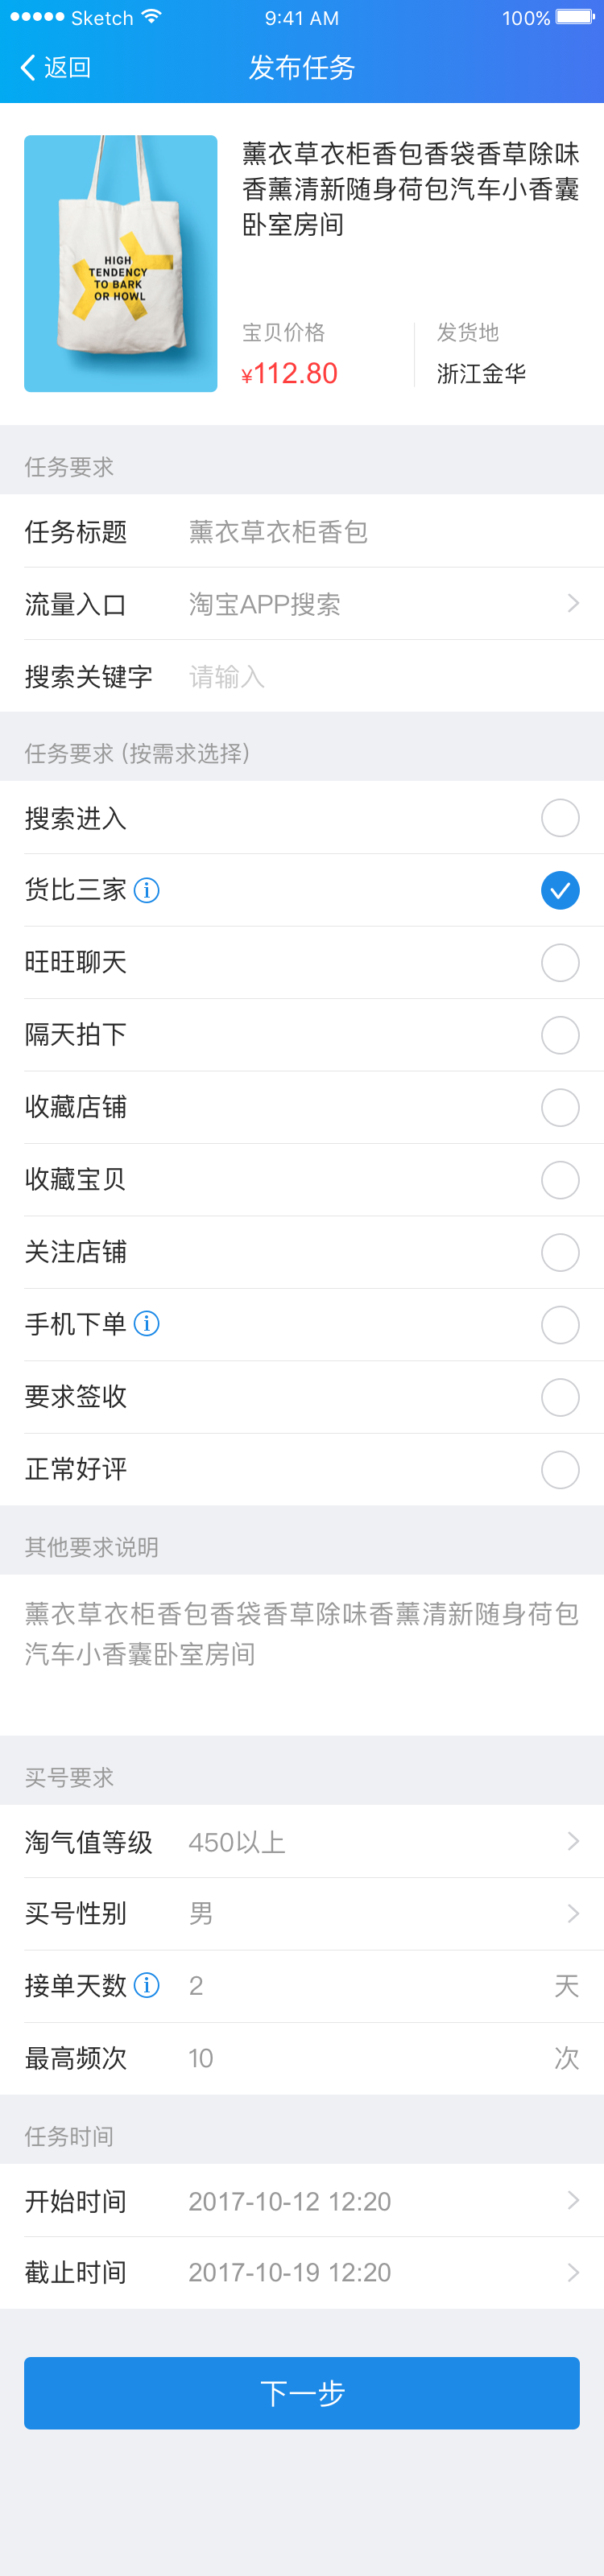 Sketch 9:41 AM 100%
返回 发布任务
薰衣草衣柜香包香袋香草除味
香薰清新随身荷包汽车小香囊
卧室房间
HIGH
TENDENCY
TO BARK
OR HOWL
宝贝价格 发货地
¥112.80 浙江金华
任务要求
任务标题 薰衣草衣柜香包
流量入口 淘宝APP搜索
搜索关键字 请输入
任务要求 (按需求选择)
搜索进入
货比三家
旺旺聊天
隔天拍下
收藏店铺
收藏宝贝
关注店铺
手机下单
要求签收
正常好评
其他要求说明
薰衣草衣柜香包香袋香草除味香薰清新随身荷包
汽车小香囊卧室房间
买号要求
淘气值等级 450以上
买号性别 男
接单天数 2 天
最高频次 10 次
任务时间
开始时间 2017-10-12 12:20
截止时间 2017-10-19 12:20
下一步